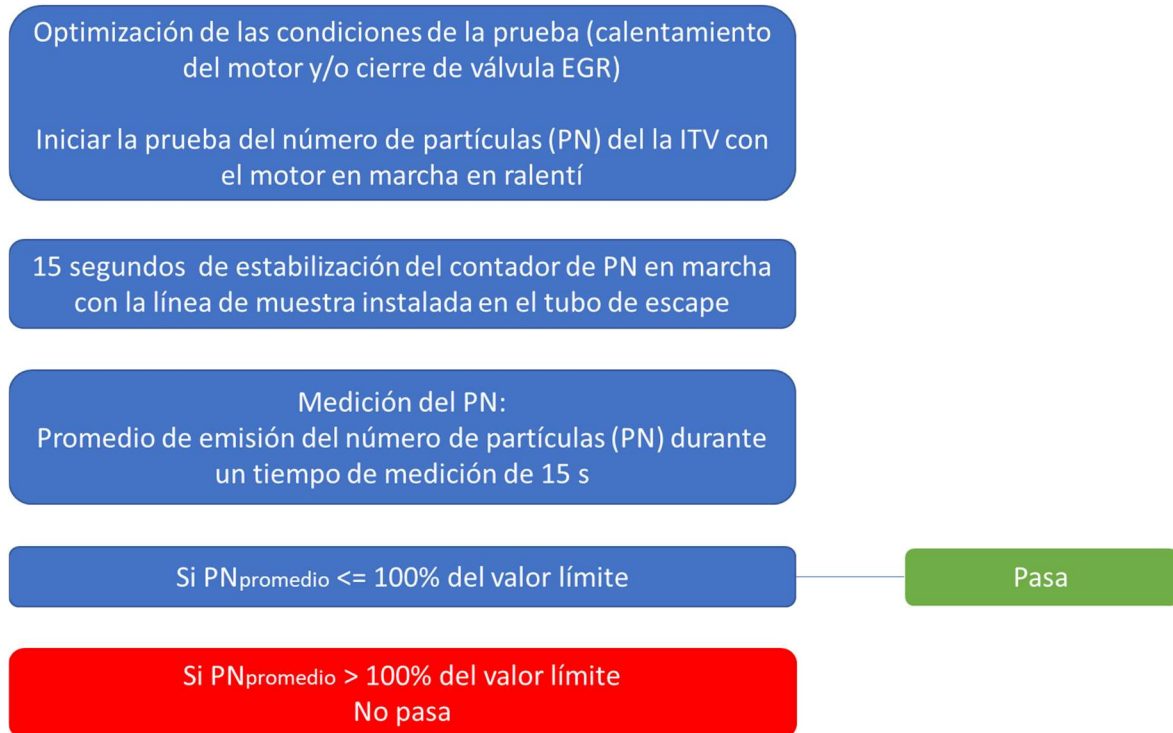 Optimización de las condiciones de la prueba (calentamiento
del motor y/o cierre de válvula EGR)
Iniciar la prueba del número de partículas (PN) del la ITV con
el motor en marcha en ralentí
15 segundos de estabilización del contador de PN en marcha
con la línea de muestra instalada en el tubo de escape
Medición del PN:
Promedio de emisión del número de partículas (PN) durante
un tiempo de medición de 15 s
Si PNpromedio <= 100% del valor límite
Pasa
Si PNpromedio > 100% del valor límite
No pasa